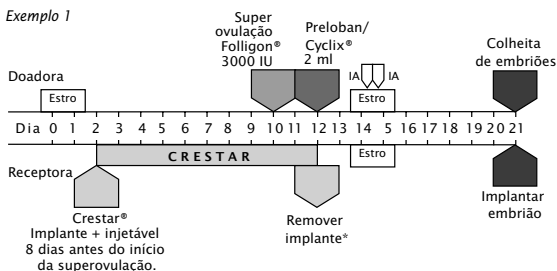 Exemplo 1
Super
ovulação
Folligon®
3000 IU
Preloban/
Cyclix®
2 ml
Colheita
de embriões
Doadora
IA IA
Estro
Estro
Dia 0 1 2 3 4 5 6 7 8 9 10 11 12 13 14 5 16 17 18 19 20 21
CRESTAR
Estro
Receptora
Crestar®
Implante + injetável
8 dias antes do início
da superovulação.
Remover
implante*
Implantar
embrião